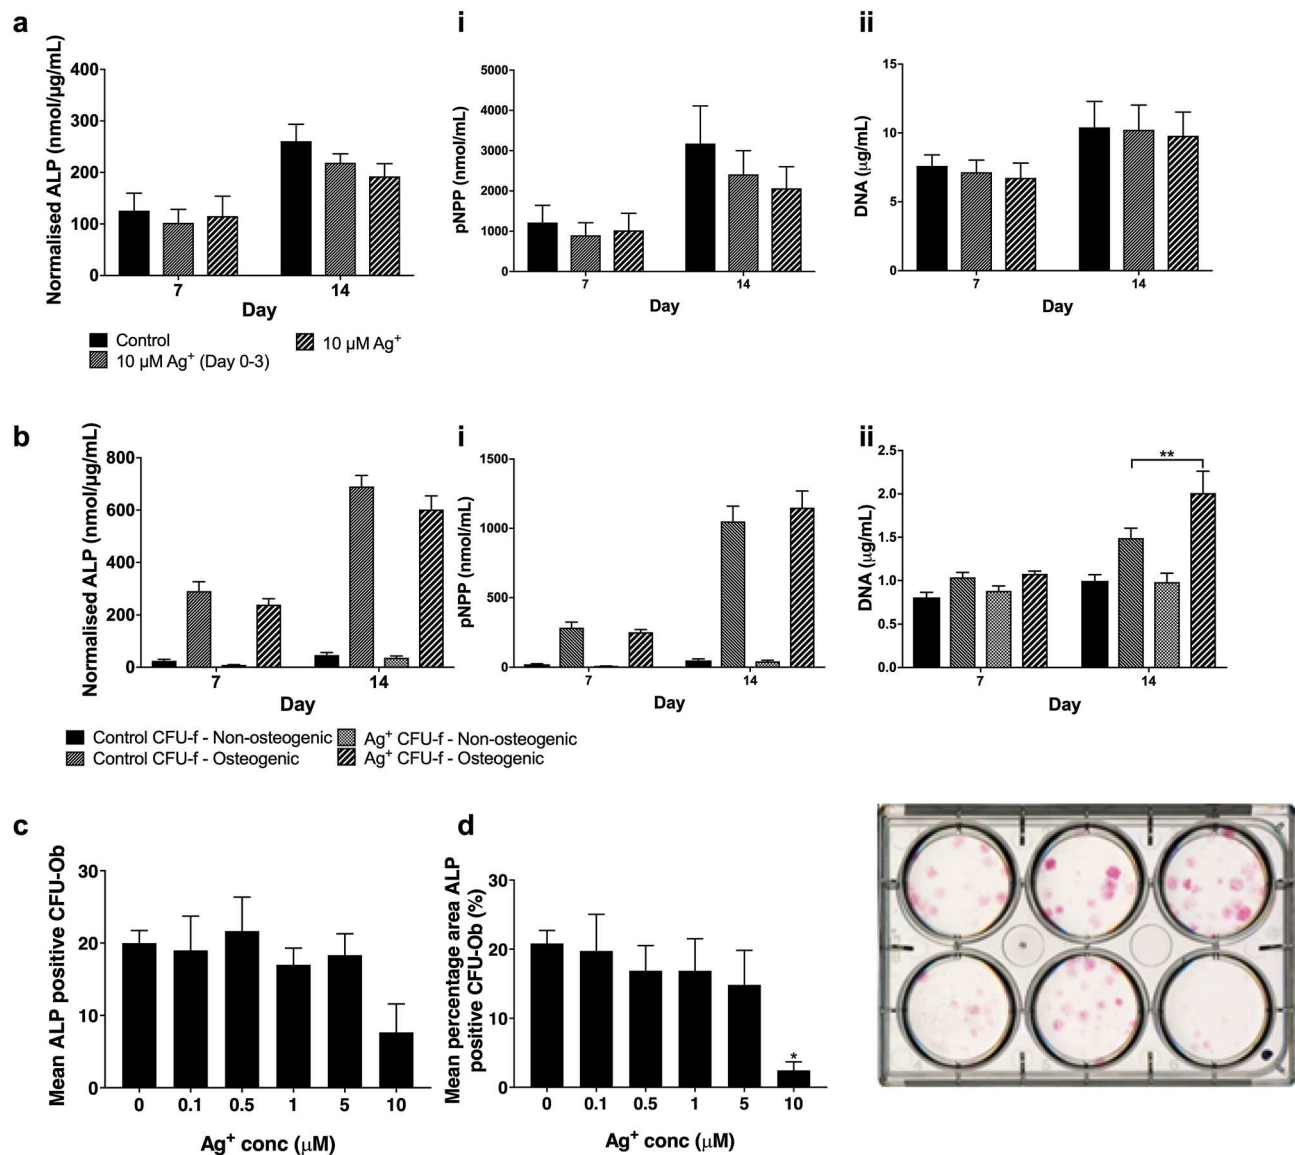 a
Normalised ALP (nmol/μg/mL)
400
300
200
100
0
7
14
Day
Control
10 μM Ag⁺ (Day 0-3)
10 μM Ag⁺
i
pNPP (nmol/mL)
5000
4000
3000
2000
1000
0
7
14
Day
ii
DNA (μg/mL)
15
10
5
0
7
14
Day
b
Normalised ALP (nmol/μg/mL)
800
600
400
200
0
7
14
Day
Control CFU-f - Non-osteogenic
Control CFU-f - Osteogenic
Ag⁺ CFU-f - Non-osteogenic
Ag⁺ CFU-f - Osteogenic
i
pNPP (nmol/mL)
1500
1000
500
0
7
14
Day
ii
DNA (μg/mL)
2.5
2.0
1.5
1.0
0.5
0.0
**
7
14
Day
c
Mean ALP positive CFU-Ob
30
20
10
0
0
0.1
0.5
1
5
10
Ag⁺ conc (μM)
d
Mean percentage area ALP
positive CFU-Ob (%)
30
20
10
0
*
0
0.1
0.5
1
5
10
Ag⁺ conc (μM)